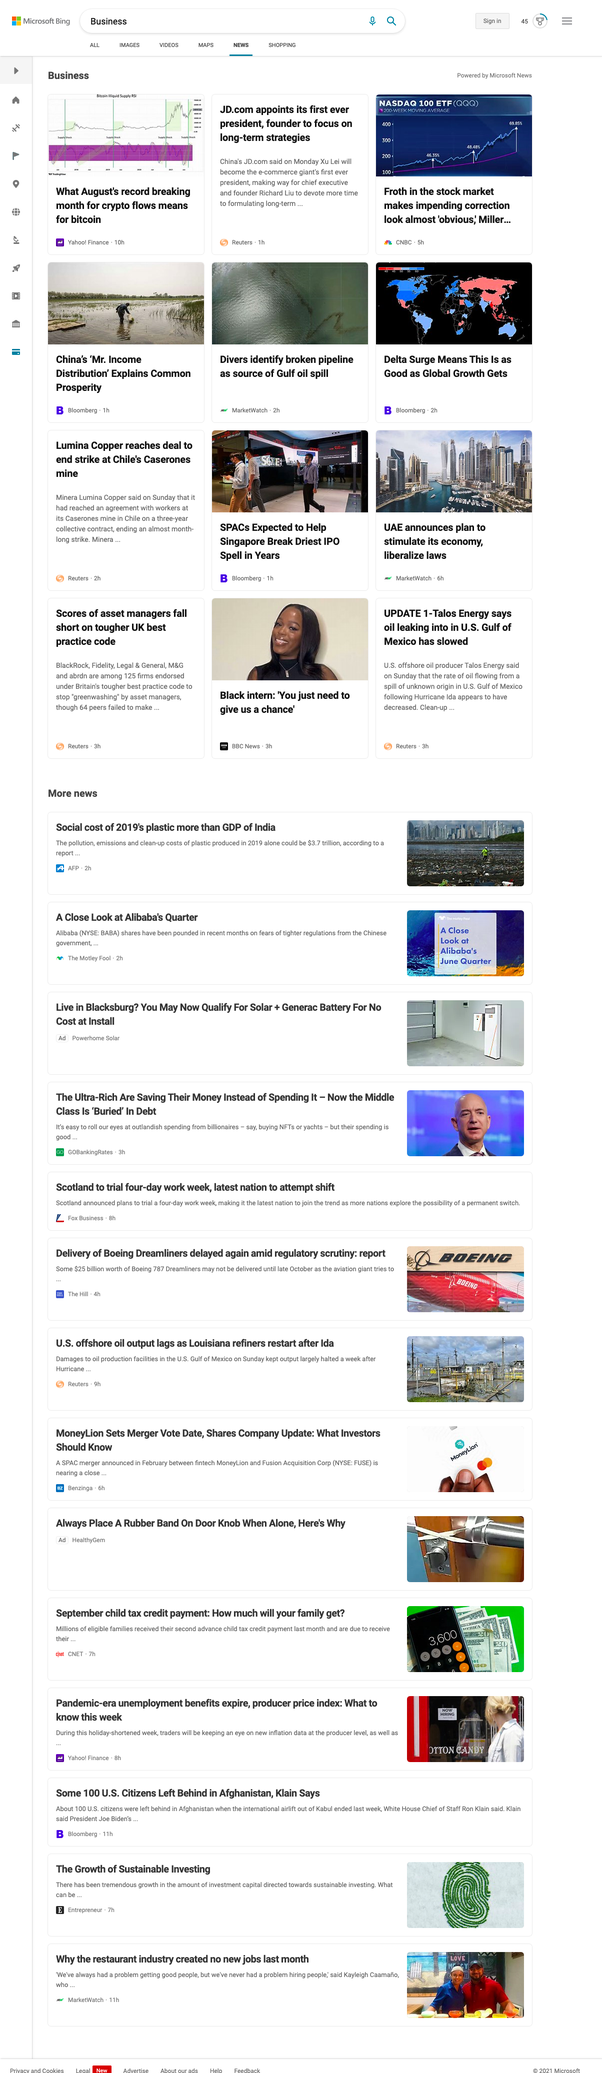 Microsoft Bing
Business
Sign in
45
ALL
IMAGES
VIDEOS
MAPS
NEWS
SHOPPING
Business
Powered by Microsoft News
What August's record breaking
month for crypto flows means
for bitcoin
Yahoo! Finance · 10h
JD.com appoints its first ever
president, founder to focus on
long-term strategies
China's JD.com said on Monday Xu Lei will
become the e-commerce giant's first ever
president, making way for chief executive
and founder Richard Liu to devote more time
to formulating long-term ...
Reuters · 1h
NASDAQ 100 ETF (QQQ)
200-WEEK MOVING AVERAGE
400
300
200
100
Froth in the stock market
makes impending correction
look almost 'obvious,' Miller...
CNBC · 5h
China's 'Mr. Income
Distribution' Explains Common
Prosperity
Bloomberg · 1h
Divers identify broken pipeline
as source of Gulf oil spill
MarketWatch · 2h
Delta Surge Means This Is as
Good as Global Growth Gets
Bloomberg · 2h
Lumina Copper reaches deal to
end strike at Chile's Caserones
mine
Minera Lumina Copper said on Sunday that it
had reached an agreement with workers at
its Caserones mine in Chile on a three-year
collective contract, ending an almost month-
long strike. Minera ...
Reuters · 2h
SPACs Expected to Help
Singapore Break Driest IPO
Spell in Years
Bloomberg · 1h
UAE announces plan to
stimulate its economy,
liberalize laws
MarketWatch · 6h
Scores of asset managers fall
short on tougher UK best
practice code
BlackRock, Fidelity, Legal & General, M&G
and abrdn are among 125 firms endorsed
under Britain's tougher best practice code to
stop "greenwashing" by asset managers,
though 64 peers failed to make ...
Reuters · 3h
Black intern: 'You just need to
give us a chance'
BBC News · 3h
UPDATE 1-Talos Energy says
oil leaking into in U.S. Gulf of
Mexico has slowed
U.S. offshore oil producer Talos Energy said
on Sunday that the rate of oil flowing from a
spill of unknown origin in U.S. Gulf of Mexico
following Hurricane Ida appears to have
decreased. Clean-up ...
Reuters · 3h
More news
Social cost of 2019's plastic more than GDP of India
The pollution, emissions and clean-up costs of plastic produced in 2019 alone could be $3.7 trillion, according to a
report ...
AFP · 2h
A Close Look at Alibaba's Quarter
Alibaba (NYSE: BABA) shares have been pounded in recent months on fears of tighter regulations from the Chinese
government, ...
The Motley Fool · 2h
A Close
Look at
Alibaba's
June Quarter
Live in Blacksburg? You May Now Qualify For Solar + Generac Battery For No
Cost at Install
Ad Powerhome Solar
The Ultra-Rich Are Saving Their Money Instead of Spending It – Now the Middle
Class Is 'Buried' In Debt
It's easy to roll our eyes at outlandish spending from billionaires – say, buying NFTs or yachts – but their spending is
good ...
GOBankingRates · 3h
Scotland to trial four-day work week, latest nation to attempt shift
Scotland announced plans to trial a four-day work week, making it the latest nation to join the trend as more nations explore the possibility of a permanent switch.
Fox Business · 8h
Delivery of Boeing Dreamliners delayed again amid regulatory scrutiny: report
Some $25 billion worth of Boeing 787 Dreamliners may not be delivered until late October as the aviation giant tries to
...
The Hill · 4h
BOEING
BOEING
U.S. offshore oil output lags as Louisiana refiners restart after Ida
Damages to oil production facilities in the U.S. Gulf of Mexico on Sunday kept output largely halted a week after
Hurricane ...
Reuters · 9h
MoneyLion Sets Merger Vote Date, Shares Company Update: What Investors
Should Know
A SPAC merger announced in February between fintech MoneyLion and Fusion Acquisition Corp (NYSE: FUSE) is
nearing a close ...
Benzinga · 6h
MoneyLion
Always Place A Rubber Band On Door Knob When Alone, Here's Why
Ad HealthyGem
September child tax credit payment: How much will your family get?
Millions of eligible families received their second advance child tax credit payment last month and are due to receive
their ...
CNET · 7h
3,600
Pandemic-era unemployment benefits expire, producer price index: What to
know this week
During this holiday-shortened week, traders will be keeping an eye on new inflation data at the producer level, as well as
...
Yahoo! Finance · 8h
NOW
HIRING
COTTON CANDY
Some 100 U.S. Citizens Left Behind in Afghanistan, Klain Says
About 100 U.S. citizens were left behind in Afghanistan when the international airlift out of Kabul ended last week, White House Chief of Staff Ron Klain said. Klain
said President Joe Biden's ...
Bloomberg · 11h
The Growth of Sustainable Investing
There has been tremendous growth in the amount of investment capital directed towards sustainable investing. What
can be ...
Entrepreneur · 7h
Why the restaurant industry created no new jobs last month
'We've always had a problem getting good people, but we've never had a problem hiring people,' said Kayleigh Caamaño,
who ...
MarketWatch · 11h
LOVE
Privacy and Cookies
Legal
New
Advertise
About our ads
Help
Feedback
© 2021 Microsoft